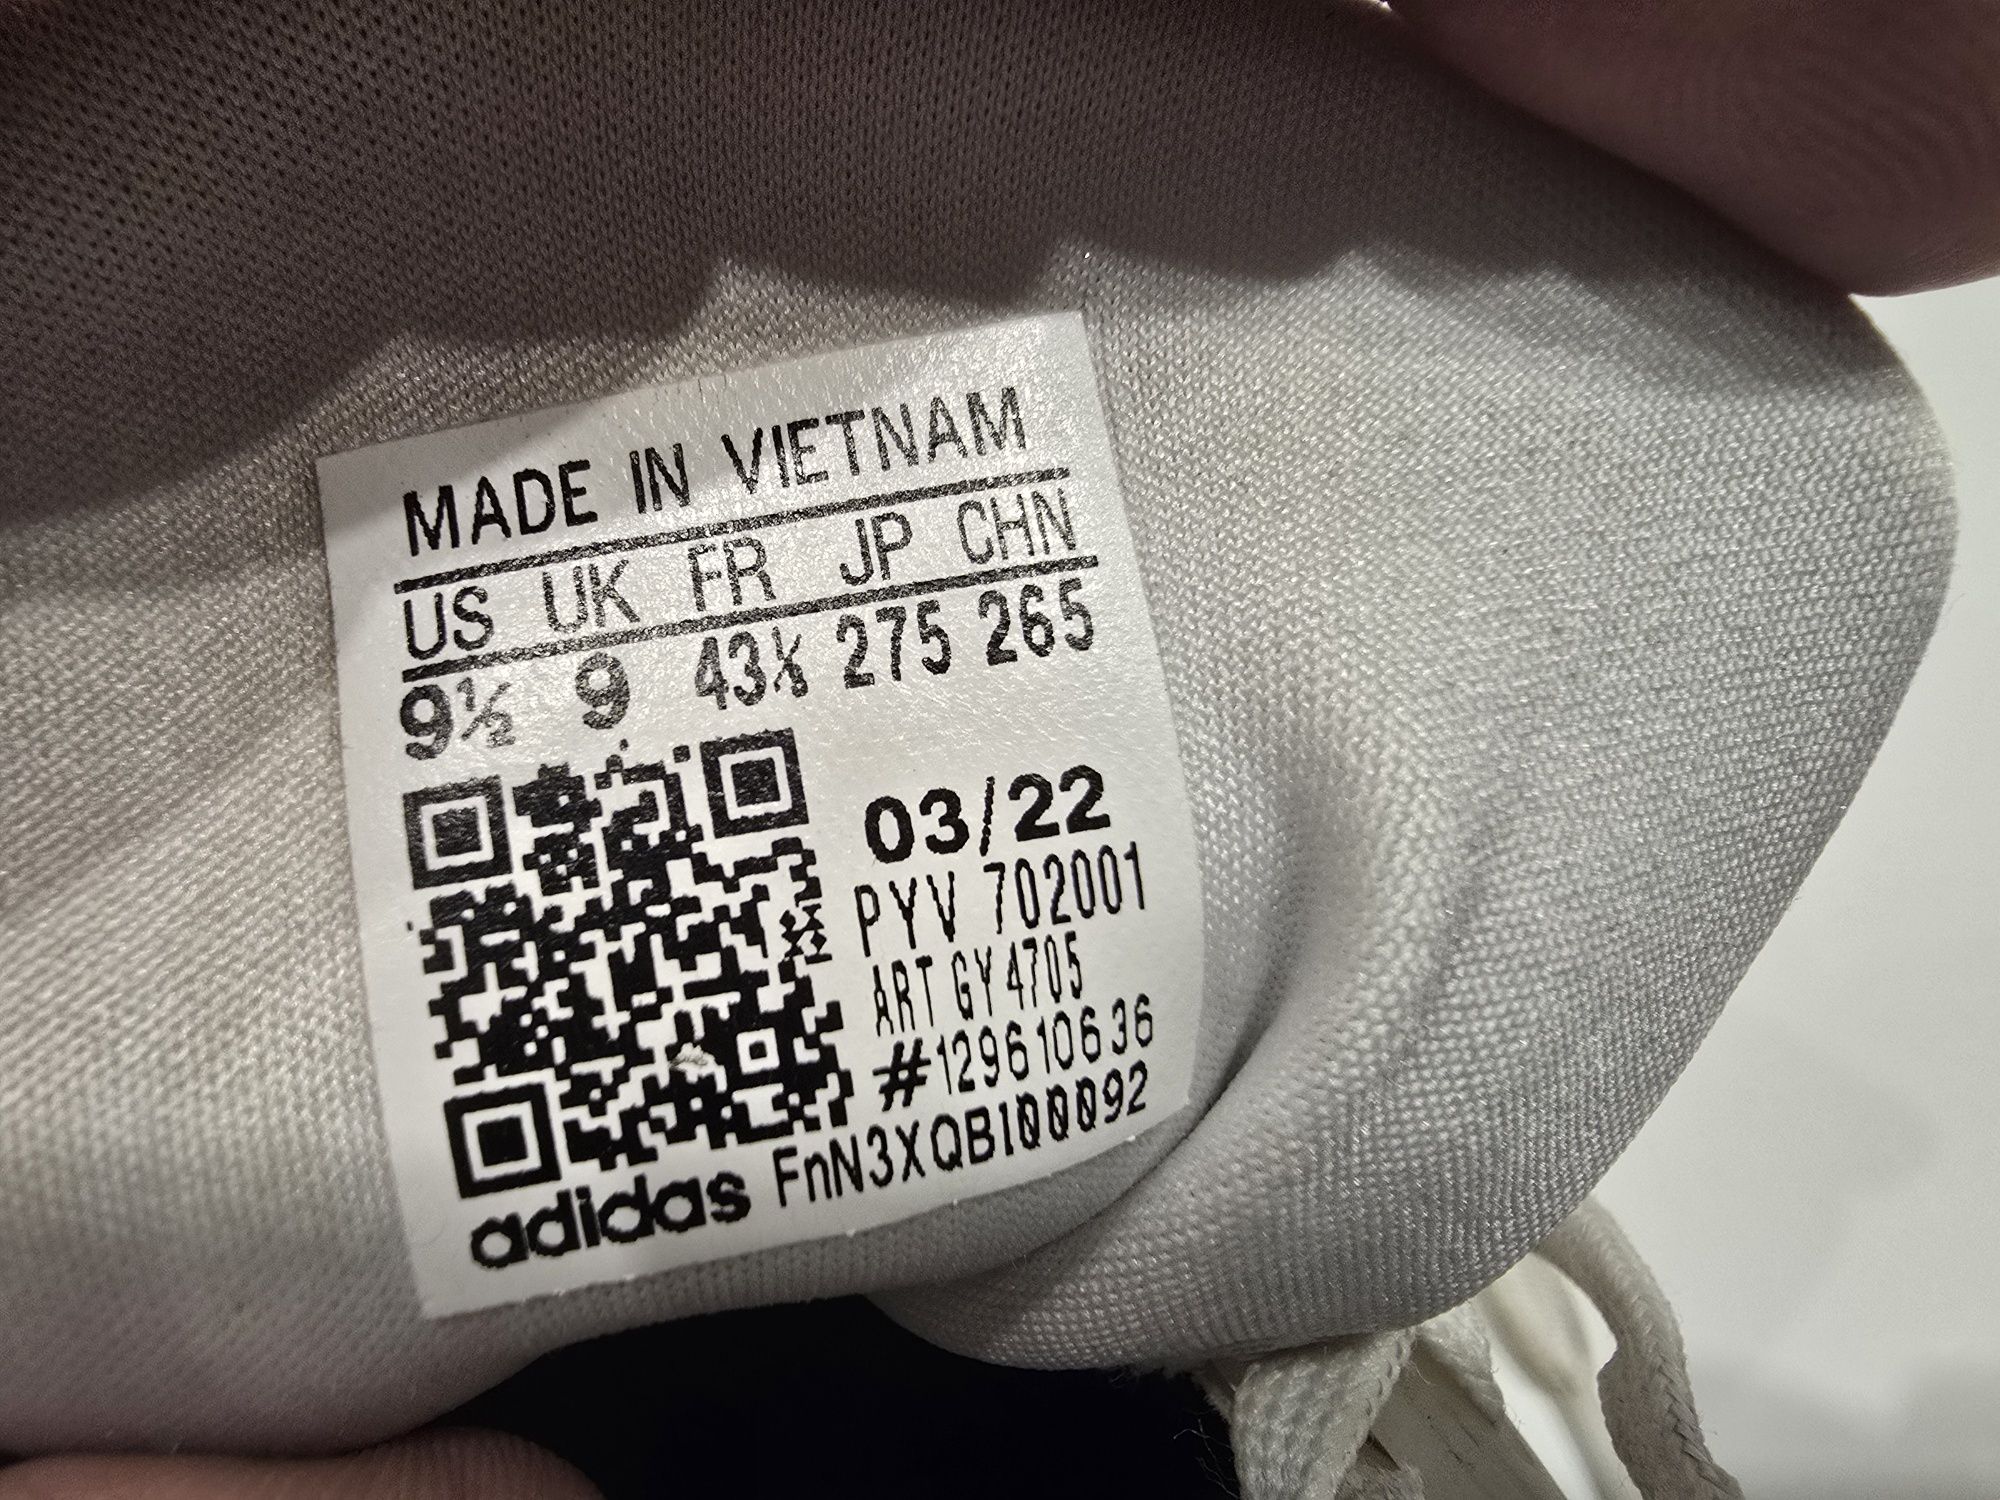 MADE IN VIETNAM
US UK FR JP CHN
9½ 9 43⅓ 275 265
03/22
PYV 702001
ART GY4705
#129610636
adidas FnN3XQB100092